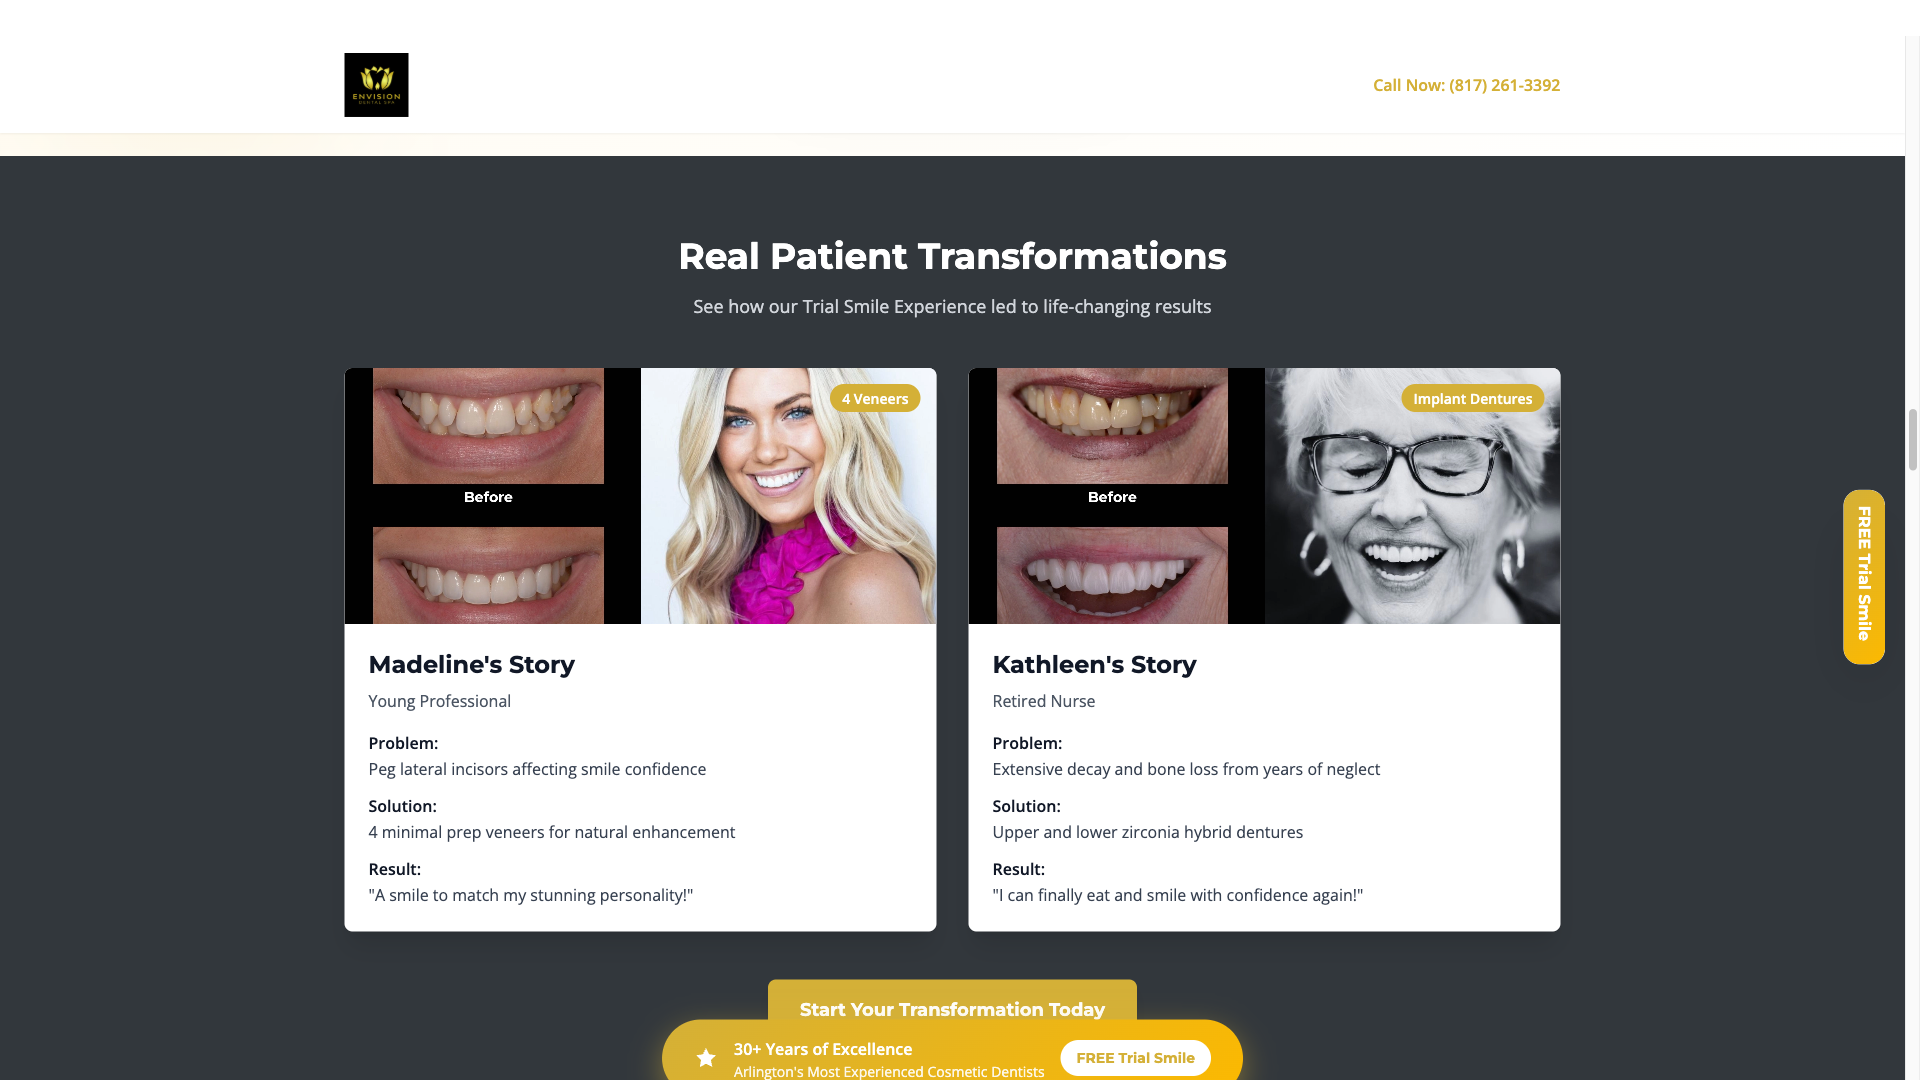 ENVISION
DENTAL SPA
Call Now: (817) 261-3392
Real Patient Transformations
See how our Trial Smile Experience led to life-changing results
4 Veneers
Before
Implant Dentures
Before
Madeline's Story
Young Professional
Problem:
Peg lateral incisors affecting smile confidence
Solution:
4 minimal prep veneers for natural enhancement
Result:
"A smile to match my stunning personality!"
Kathleen's Story
Retired Nurse
Problem:
Extensive decay and bone loss from years of neglect
Solution:
Upper and lower zirconia hybrid dentures
Result:
"I can finally eat and smile with confidence again!"
FREE Trial Smile
Start Your Transformation Today
30+ Years of Excellence
Arlington's Most Experienced Cosmetic Dentists
FREE Trial Smile